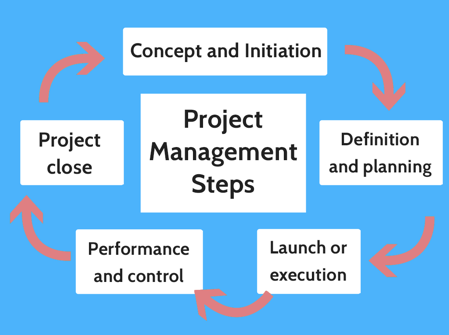 Concept and Initiation
Project
Management
Steps
Definition
and planning
Launch or
execution
Performance
and control
Project
close